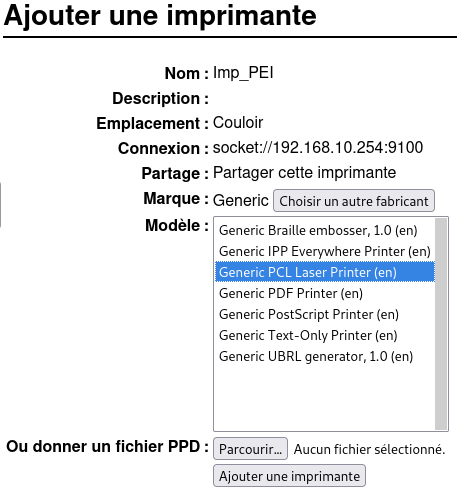 Ajouter une imprimante
Nom : Imp_PEI
Description :
Emplacement : Couloir
Connexion : socket://192.168.10.254:9100
Partage : Partager cette imprimante
Marque : Generic Choisir un autre fabricant
Modèle :
Generic Braille embosser, 1.0 (en)
Generic IPP Everywhere Printer (en)
Generic PCL Laser Printer (en)
Generic PDF Printer (en)
Generic PostScript Printer (en)
Generic Text-Only Printer (en)
Generic UBRL generator, 1.0 (en)
Ou donner un fichier PPD : Parcourir... Aucun fichier sélectionné.
Ajouter une imprimante